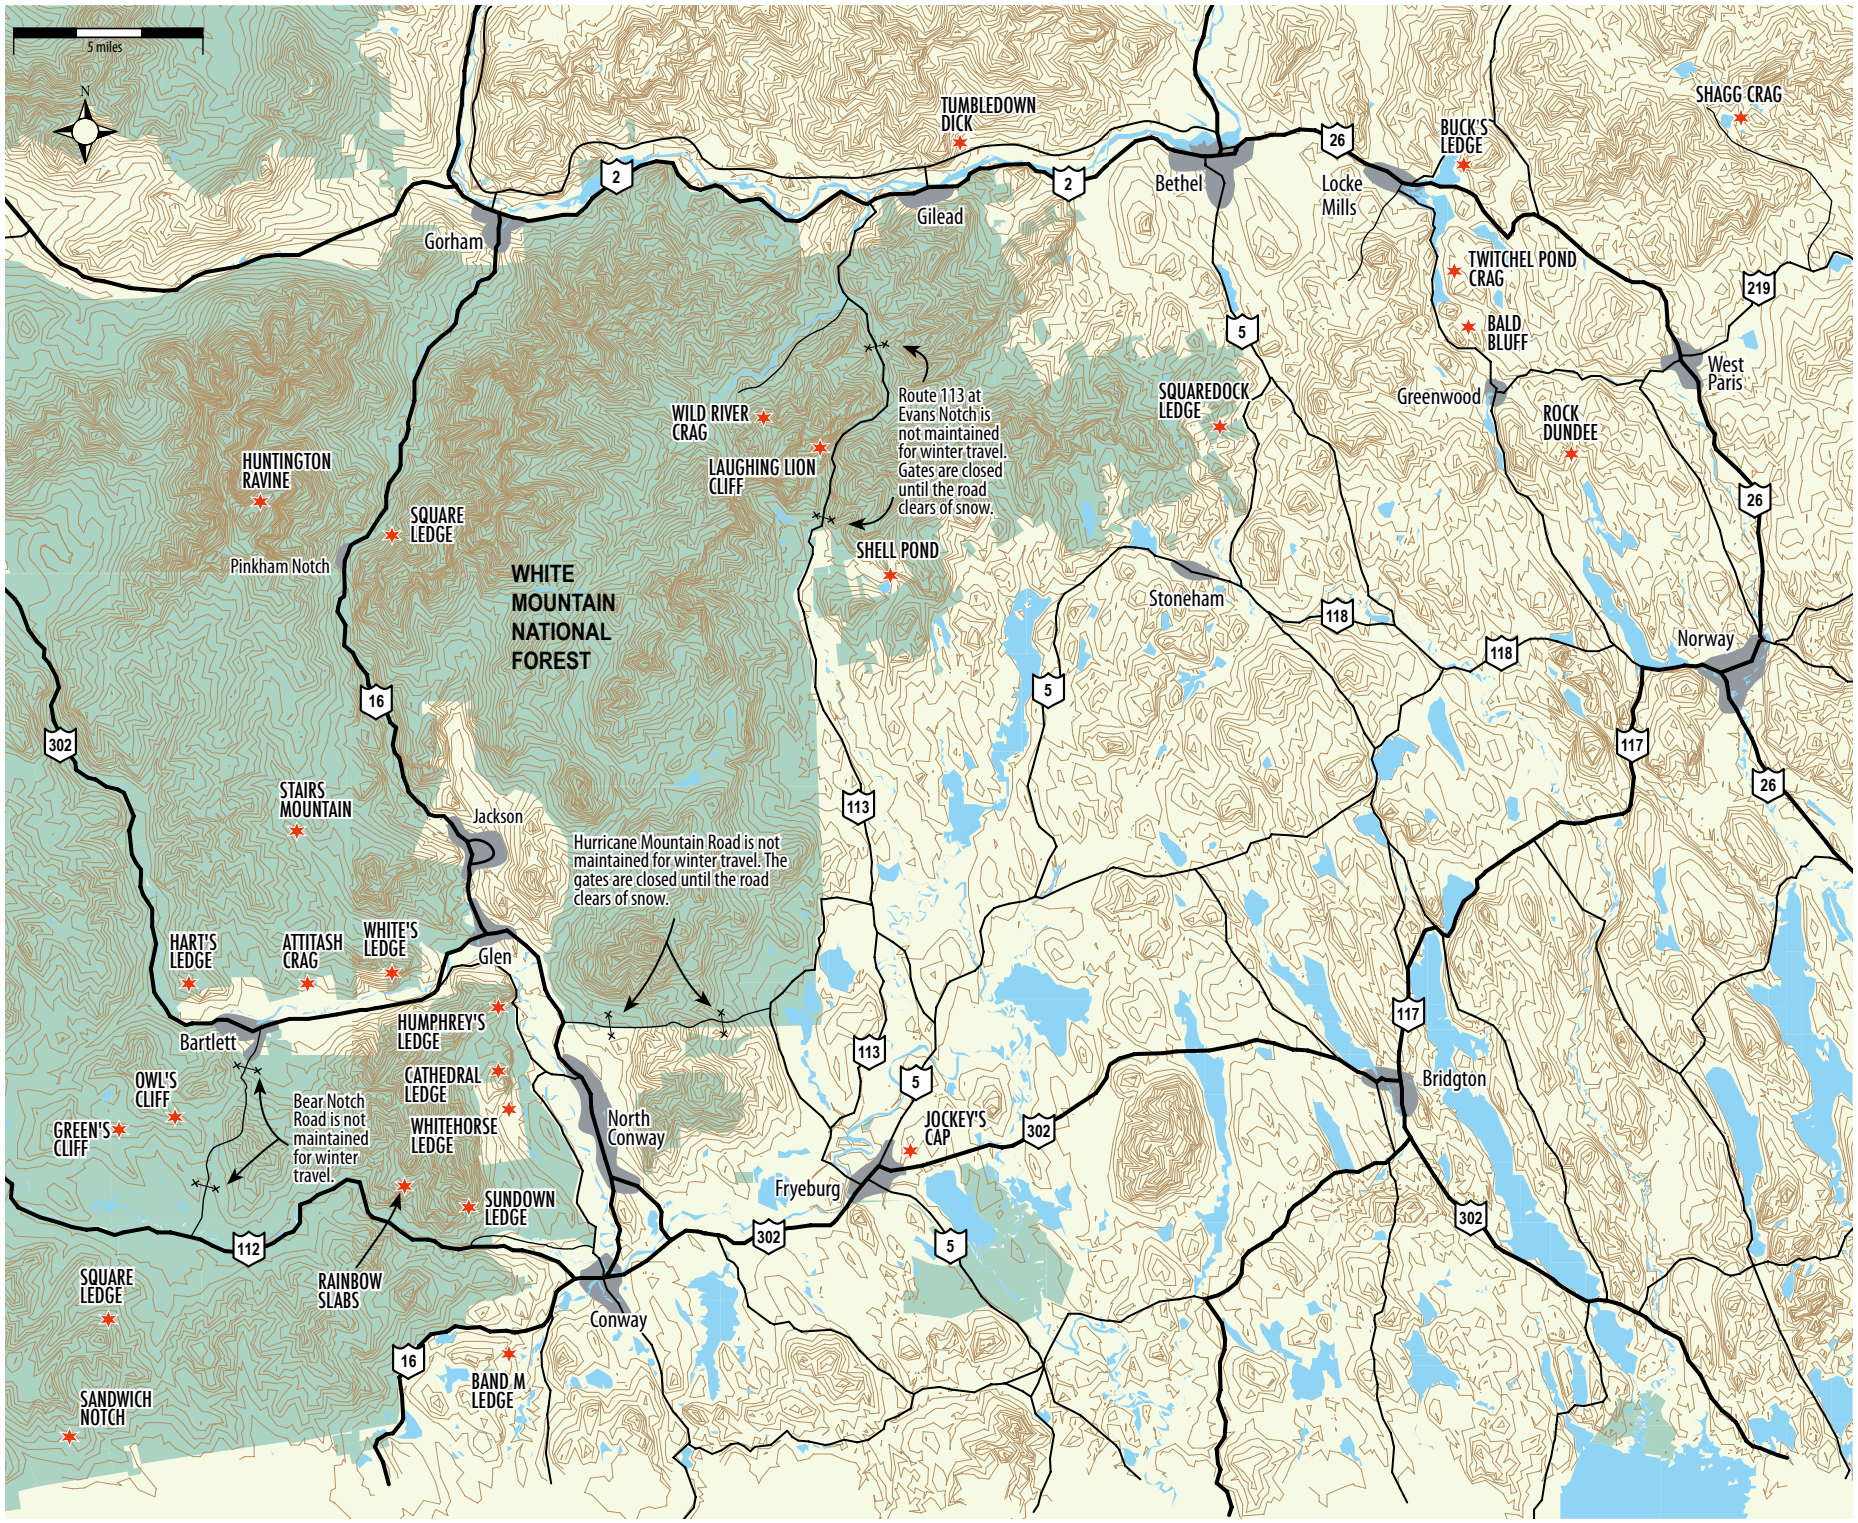 5 miles
N
TUMBLEDOWN
DICK
SHAGG CRAG
BUCK'S
LEDGE
26
2
2
Bethel
Locke
Mills
Gilead
Gorham
TWITCHEL POND
CRAG
219
5
BALD
BLUFF
West
Paris
Route 113 at
Evans Notch is
not maintained
for winter travel.
Gates are closed
until the road
clears of snow.
SQUAREDOCK
LEDGE
Greenwood
ROCK
DUNDEE
WILD RIVER
CRAG
LAUGHING LION
CLIFF
HUNTINGTON
RAVINE
26
SQUARE
LEDGE
SHELL POND
Pinkham Notch
WHITE
MOUNTAIN
NATIONAL
FOREST
Stoneham
118
118
Norway
5
16
302
117
26
STAIRS
MOUNTAIN
113
Jackson
Hurricane Mountain Road is not
maintained for winter travel. The
gates are closed until the road
clears of snow.
HART'S
LEDGE
ATTITASH
CRAG
WHITE'S
LEDGE
Glen
HUMPHREY'S
LEDGE
117
Bartlett
113
5
Bridgton
OWL'S
CLIFF
CATHEDRAL
LEDGE
GREEN'S
CLIFF
Bear Notch
Road is not
maintained
for winter
travel.
WHITEHORSE
LEDGE
North
Conway
JOCKEY'S
CAP
302
Fryeburg
SUNDOWN
LEDGE
302
302
5
112
SQUARE
LEDGE
RAINBOW
SLABS
Conway
16
BAND M
LEDGE
SANDWICH
NOTCH